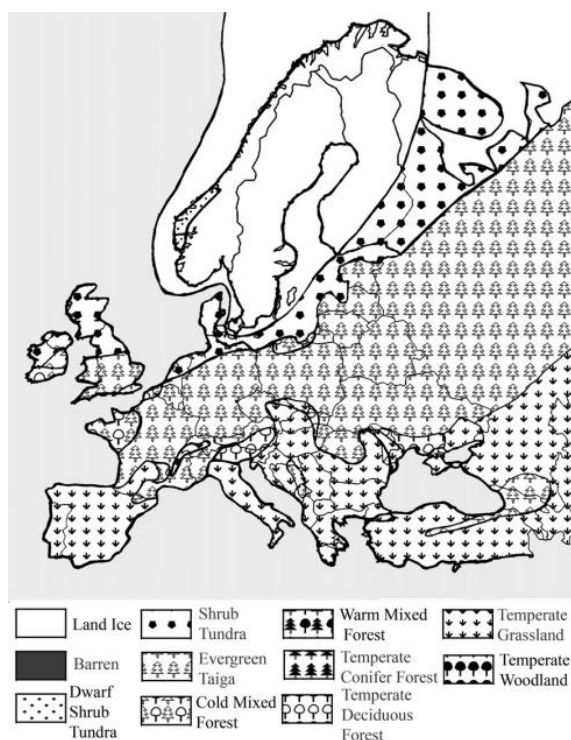 Land Ice
Shrub
Tundra
Warm Mixed
Forest
Temperate
Grassland
Barren
Evergreen
Taiga
Temperate
Conifer Forest
Temperate
Woodland
Dwarf
Shrub
Tundra
Cold Mixed
Forest
Temperate
Deciduous
Forest